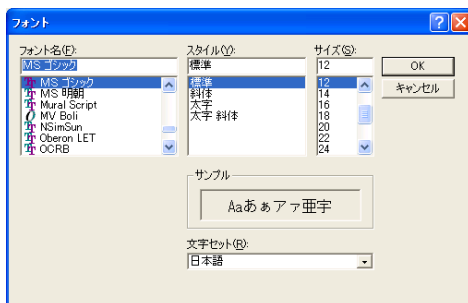 フォント
フォント名(F):
MS ゴシック
MS ゴシック
MS 明朝
Mural Script
MV Boli
NSimSun
Oberon LET
OCRB
スタイル(Y):
標準
標準
斜体
太字
太字 斜体
サイズ(S):
12
12
14
16
18
20
22
24
OK
キャンセル
サンプル
Aaあぁアァ亜宇
文字セット(R):
日本語